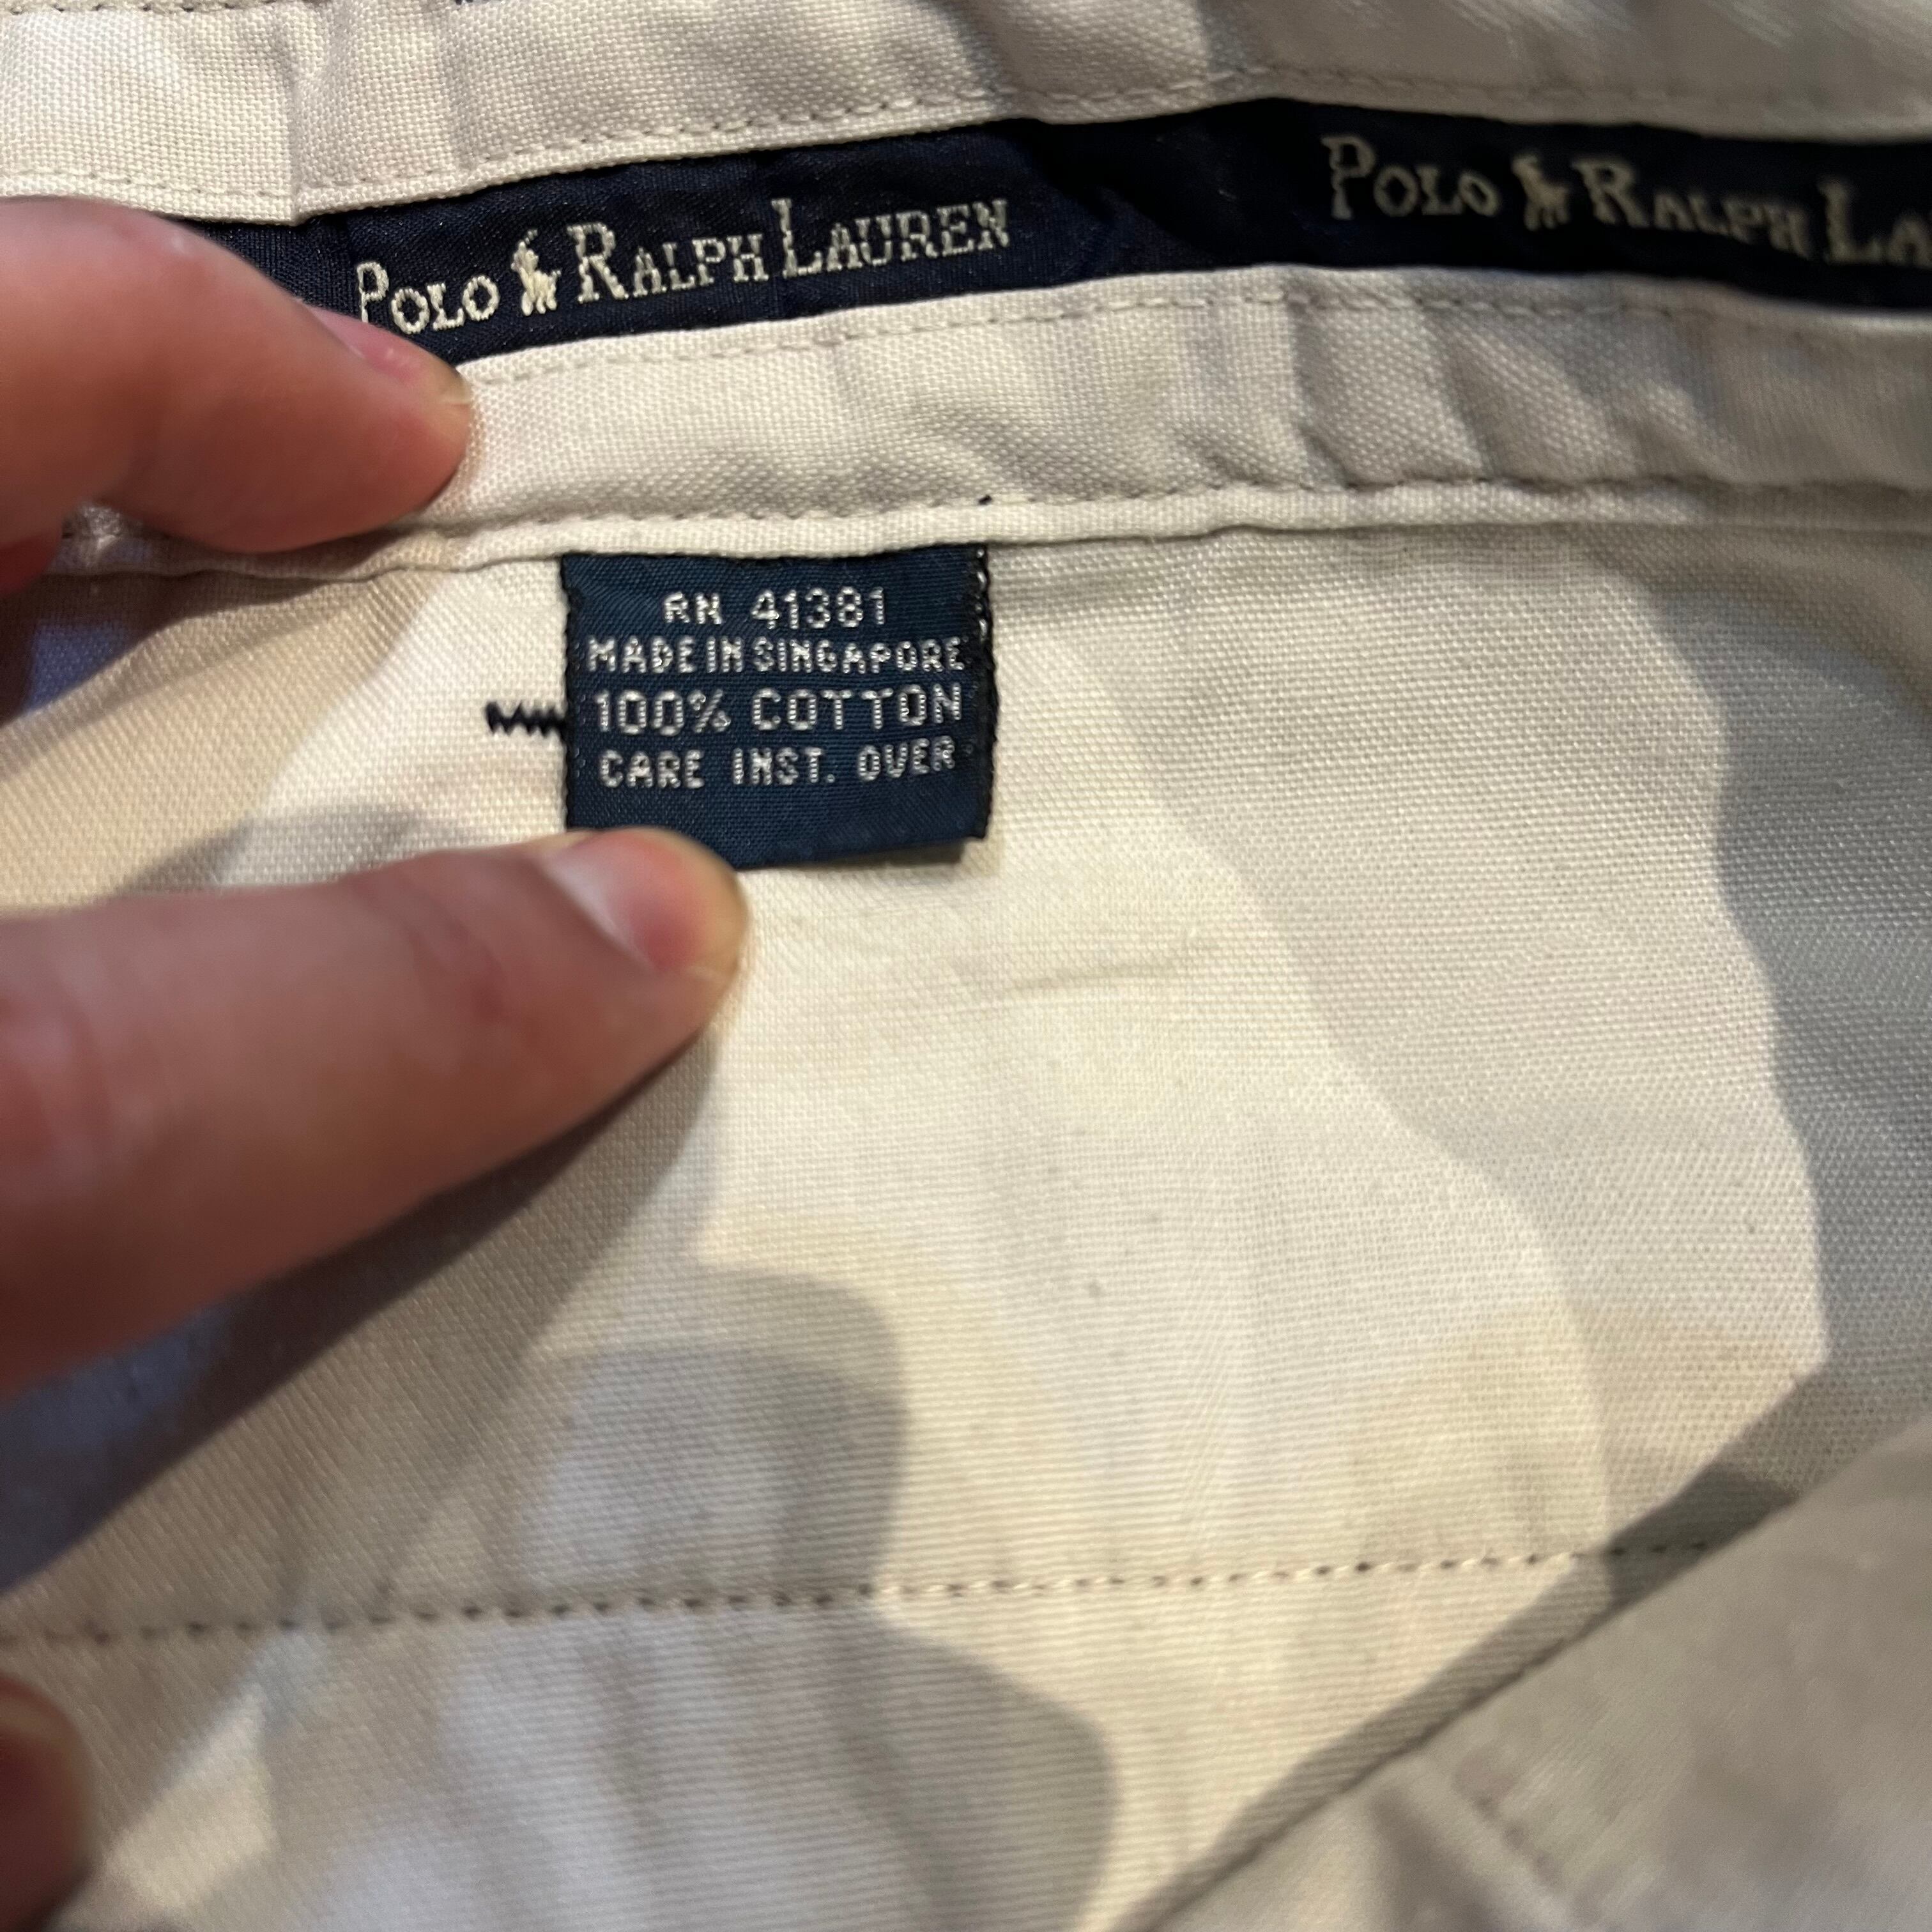 POLO RALPH LAUREN
POLO RALPH LA
RN 41381
MADE IN SINGAPORE
100% COTTON
CARE INST. OVER